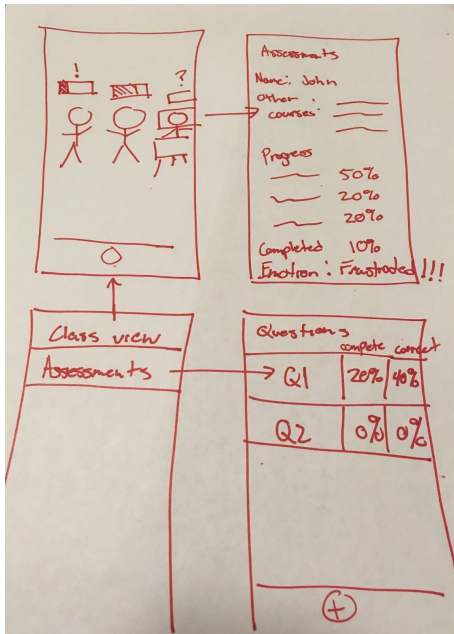 !
?
Assessments
Name: John
Other
courses:
Progress
50%
20%
20%
Completed 10%
Emotion: Frustrated!!!
Class view
Assessments
Questions
complete correct
Q1 20% 40%
Q2 0% 0%
+